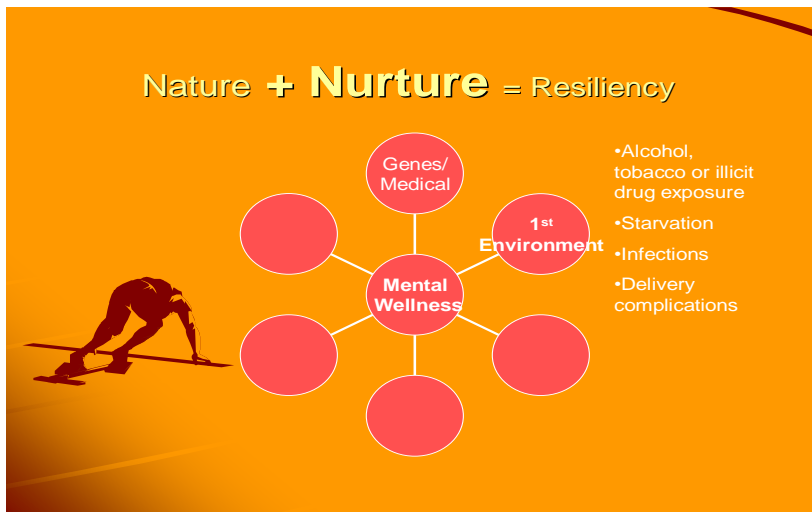 Nature + Nurture = Resiliency
Genes/
Medical
1st
Environment
Mental
Wellness
•Alcohol,
tobacco or illicit
drug exposure
•Starvation
•Infections
•Delivery
complications